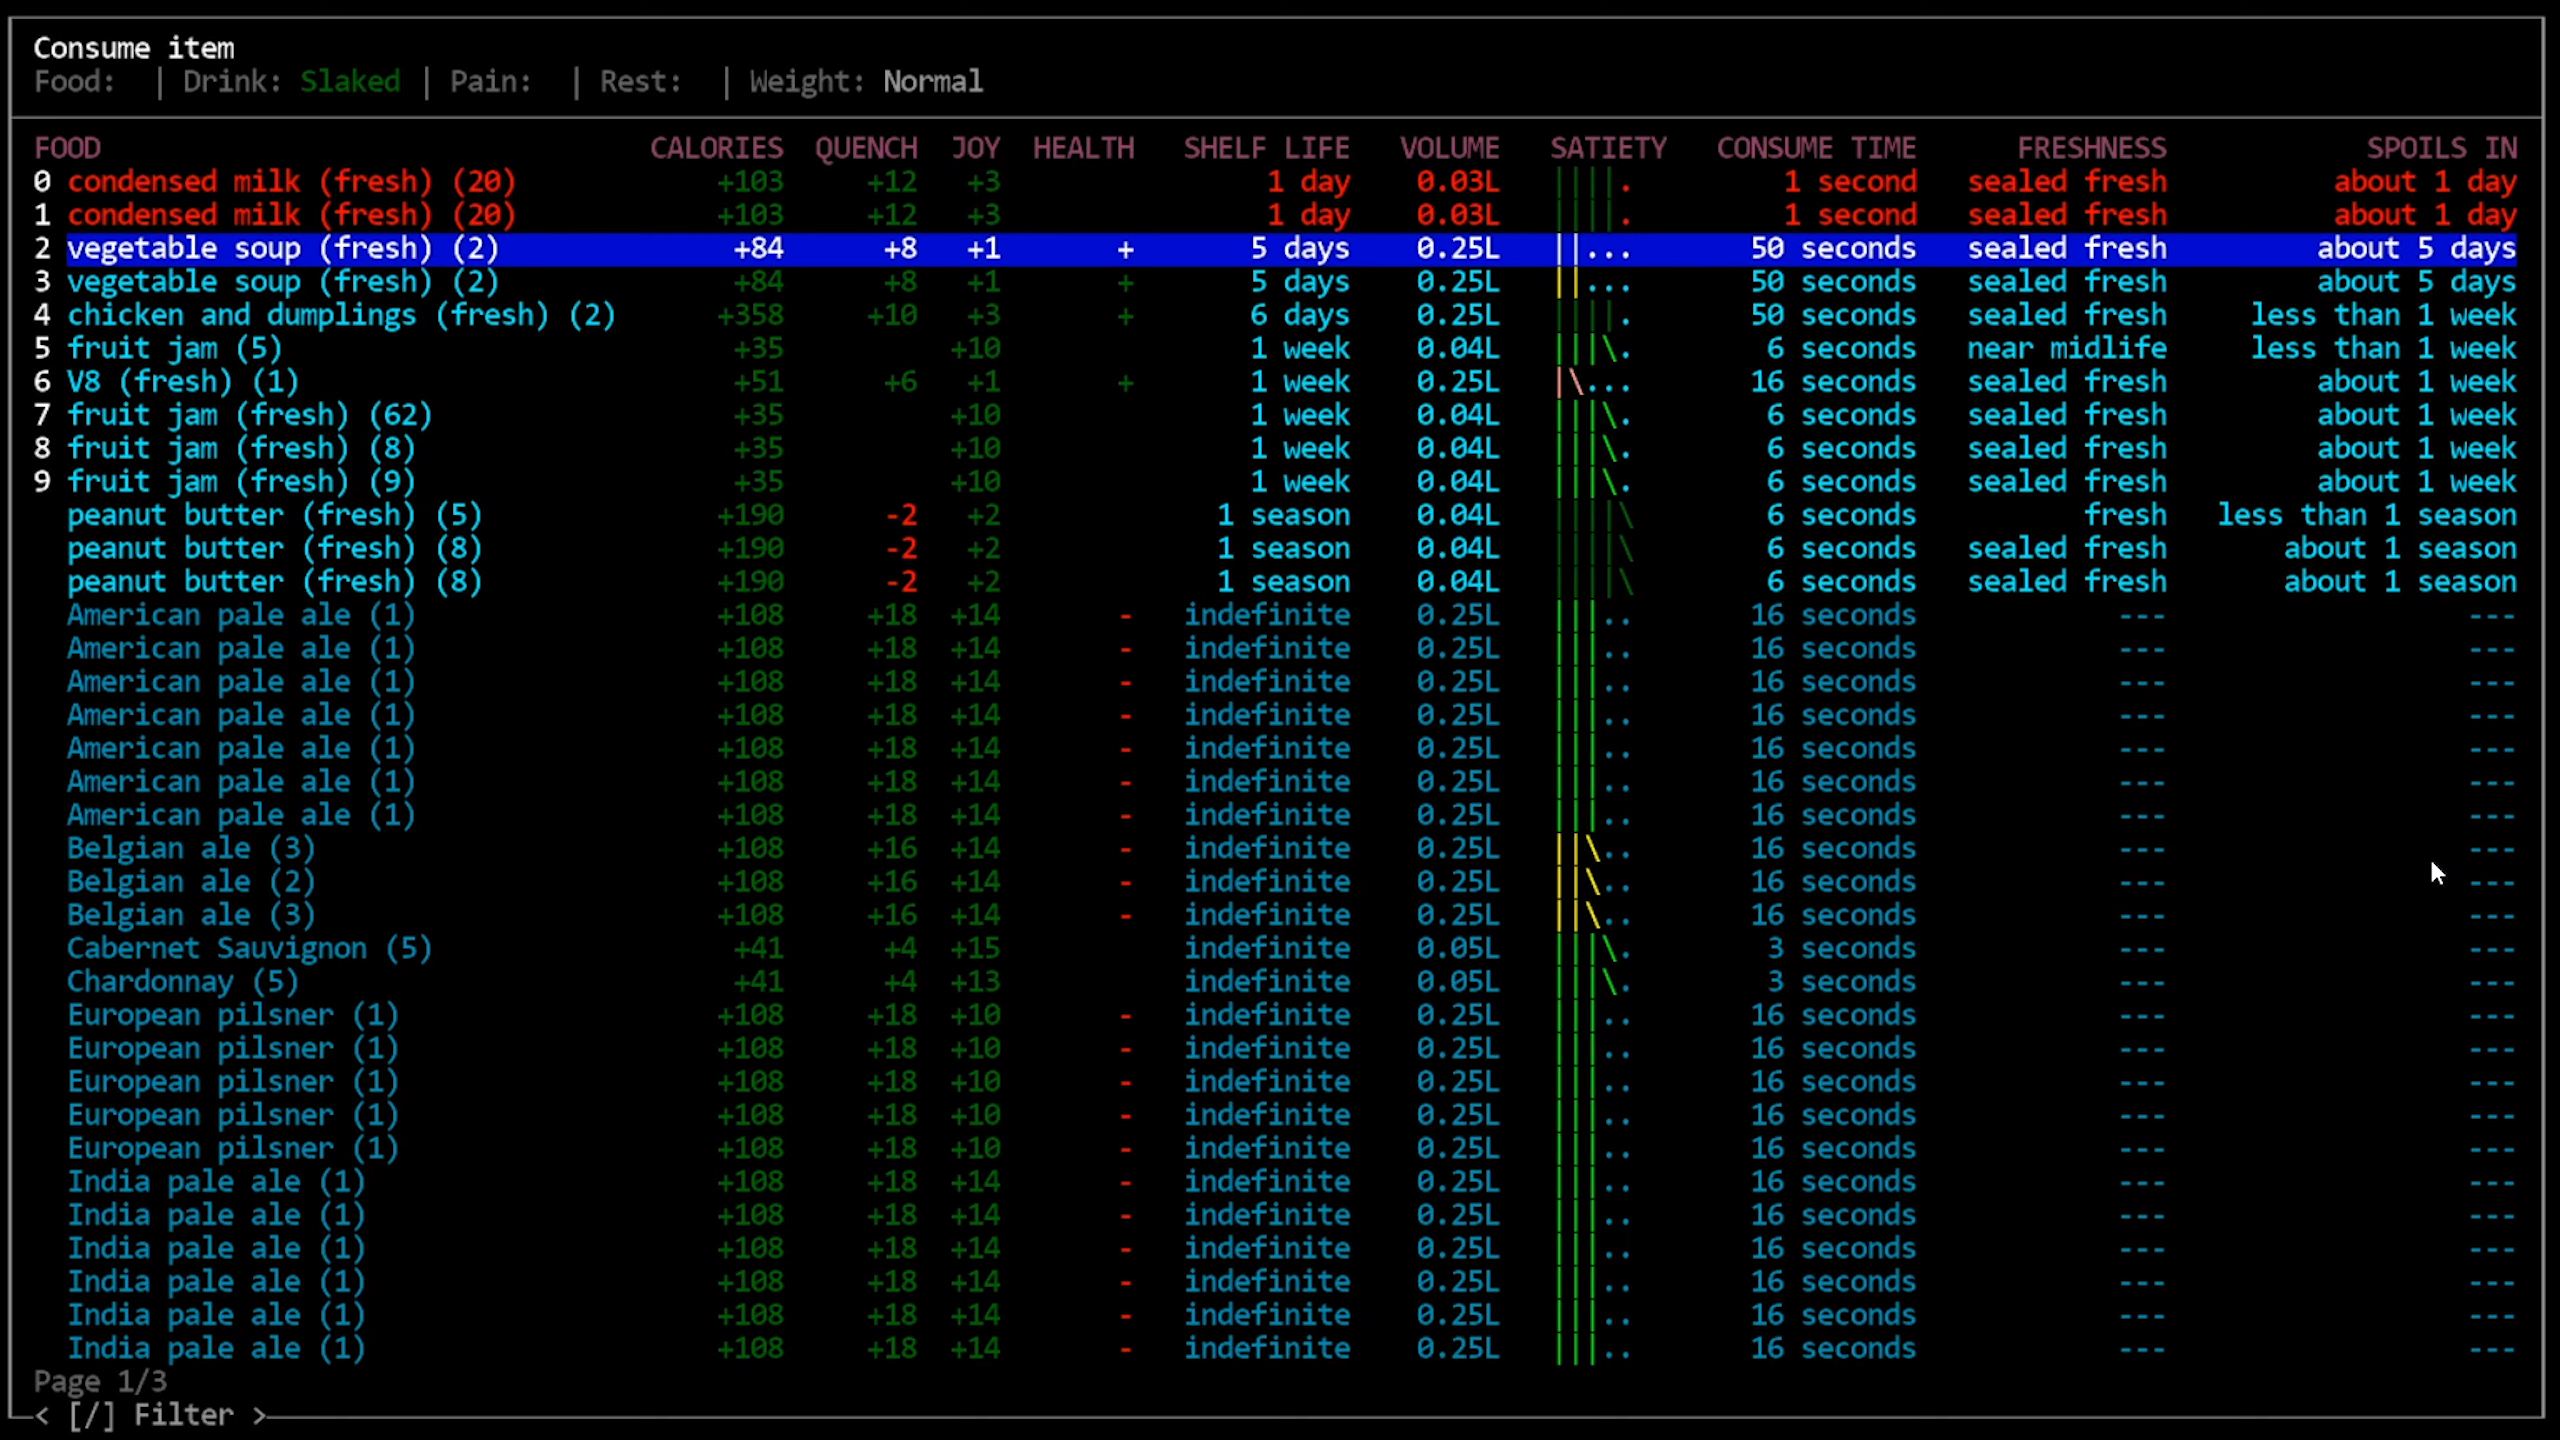 Consume item
Food:  | Drink: Slaked | Pain:  | Rest:  | Weight: Normal
FOOD CALORIES QUENCH JOY HEALTH SHELF LIFE VOLUME SATIETY CONSUME TIME FRESHNESS SPOILS IN
0 condensed milk (fresh) (20) +103 +12 +3 1 day 0.03L ||||. 1 second sealed fresh about 1 day
1 condensed milk (fresh) (20) +103 +12 +3 1 day 0.03L ||||. 1 second sealed fresh about 1 day
2 vegetable soup (fresh) (2) +84 +8 +1 + 5 days 0.25L ||... 50 seconds sealed fresh about 5 days
3 vegetable soup (fresh) (2) +84 +8 +1 + 5 days 0.25L ||... 50 seconds sealed fresh about 5 days
4 chicken and dumplings (fresh) (2) +358 +10 +3 + 6 days 0.25L ||||. 50 seconds sealed fresh less than 1 week
5 fruit jam (5) +35 +10 1 week 0.04L |||\. 6 seconds near midlife less than 1 week
6 V8 (fresh) (1) +51 +6 +1 + 1 week 0.25L |\... 16 seconds sealed fresh about 1 week
7 fruit jam (fresh) (62) +35 +10 1 week 0.04L |||\. 6 seconds sealed fresh about 1 week
8 fruit jam (fresh) (8) +35 +10 1 week 0.04L |||\. 6 seconds sealed fresh about 1 week
9 fruit jam (fresh) (9) +35 +10 1 week 0.04L |||\. 6 seconds sealed fresh about 1 week
peanut butter (fresh) (5) +190 -2 +2 1 season 0.04L ||||\ 6 seconds fresh less than 1 season
peanut butter (fresh) (8) +190 -2 +2 1 season 0.04L ||||\ 6 seconds sealed fresh about 1 season
peanut butter (fresh) (8) +190 -2 +2 1 season 0.04L ||||\ 6 seconds sealed fresh about 1 season
American pale ale (1) +108 +18 +14 - indefinite 0.25L |||.. 16 seconds --- ---
American pale ale (1) +108 +18 +14 - indefinite 0.25L |||.. 16 seconds --- ---
American pale ale (1) +108 +18 +14 - indefinite 0.25L |||.. 16 seconds --- ---
American pale ale (1) +108 +18 +14 - indefinite 0.25L |||.. 16 seconds --- ---
American pale ale (1) +108 +18 +14 - indefinite 0.25L |||.. 16 seconds --- ---
American pale ale (1) +108 +18 +14 - indefinite 0.25L |||.. 16 seconds --- ---
American pale ale (1) +108 +18 +14 - indefinite 0.25L |||.. 16 seconds --- ---
Belgian ale (3) +108 +16 +14 - indefinite 0.25L ||\.. 16 seconds --- ---
Belgian ale (2) +108 +16 +14 - indefinite 0.25L ||\.. 16 seconds --- ---
Belgian ale (3) +108 +16 +14 - indefinite 0.25L ||\.. 16 seconds --- ---
Cabernet Sauvignon (5) +41 +4 +15 indefinite 0.05L |||\. 3 seconds --- ---
Chardonnay (5) +41 +4 +13 indefinite 0.05L |||\. 3 seconds --- ---
European pilsner (1) +108 +18 +10 - indefinite 0.25L |||.. 16 seconds --- ---
European pilsner (1) +108 +18 +10 - indefinite 0.25L |||.. 16 seconds --- ---
European pilsner (1) +108 +18 +10 - indefinite 0.25L |||.. 16 seconds --- ---
European pilsner (1) +108 +18 +10 - indefinite 0.25L |||.. 16 seconds --- ---
European pilsner (1) +108 +18 +10 - indefinite 0.25L |||.. 16 seconds --- ---
India pale ale (1) +108 +18 +14 - indefinite 0.25L |||.. 16 seconds --- ---
India pale ale (1) +108 +18 +14 - indefinite 0.25L |||.. 16 seconds --- ---
India pale ale (1) +108 +18 +14 - indefinite 0.25L |||.. 16 seconds --- ---
India pale ale (1) +108 +18 +14 - indefinite 0.25L |||.. 16 seconds --- ---
India pale ale (1) +108 +18 +14 - indefinite 0.25L |||.. 16 seconds --- ---
India pale ale (1) +108 +18 +14 - indefinite 0.25L |||.. 16 seconds --- ---
Page 1/3
< [/] Filter >